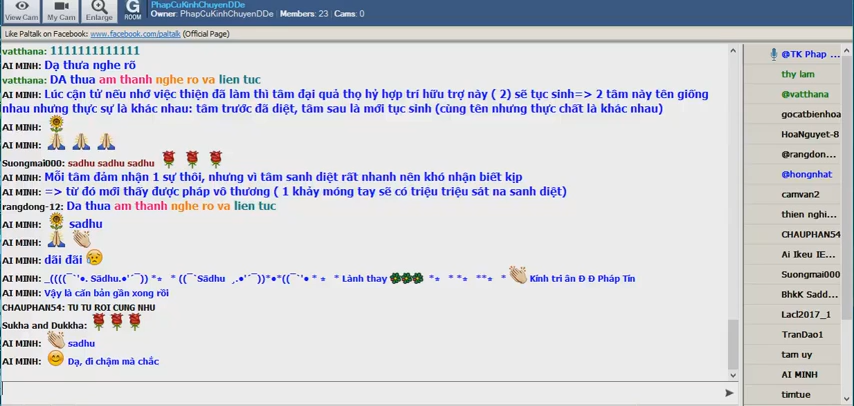 PhapCuKinhChuyenDDe
View Cam My Cam Enlarge G ROOM Owner: PhapCuKinhChuyenDDe | Members: 23 | Cams: 0
Like Paltalk on Facebook: www.facebook.com/paltalk (Official Page)
vatthana: 1111111111111
AI MINH: Dạ thưa nghe rõ
vatthana: DA thua am thanh nghe ro va lien tuc
AI MINH: Lúc cận tử nếu nhớ việc thiện đã làm thì tâm đại quả thọ hỷ hợp trí hữu trợ này ( 2) sẽ tục sinh=> 2 tâm này tên giống
nhau nhưng thực sự là khác nhau: tâm trước đã diệt, tâm sau là mới tục sinh (cùng tên nhưng thực chất là khác nhau)
AI MINH:
AI MINH:
Suongmai000: sadhu sadhu sadhu
AI MINH: Mỗi tâm đảm nhận 1 sự thôi, nhưng vì tâm sanh diệt rất nhanh nên khó nhận biết kịp
AI MINH: => từ đó mới thấy được pháp vô thương ( 1 khảy móng tay sẽ có triệu triệu sát na sanh diệt)
rangdong-12: Da thua am thanh nghe ro va lien tuc
AI MINH: sadhu
AI MINH:
AI MINH: dãi đãi
AI MINH: _((((¯`'•. Sādhu.•'´¯)) *¤ * ((¯`Sādhu ¸.•'´¯))*•*((¯`'• * ¤ * Lành thay *¤ * *¤ **¤ * Kính tri ân Đ Đ Pháp Tín
AI MINH: Vậy là căn bản gần xong rồi
CHAUPHAN54: TU TU ROI CUNG NHU
Sukha and Dukkha:
AI MINH: sadhu
AI MINH: Dạ, đi chậm mà chắc
@TK Phap ...
thy lam
@vatthana
gocatbienhoa
HoaNguyet-8
@rangdon...
@hongnhat
camvan2
thien nghi...
CHAUPHAN54
Ai Ikeu IE...
Suongmai000
BhkK Sadd...
Lacl2017_1
TranDao1
tam uy
AI MINH
timtue